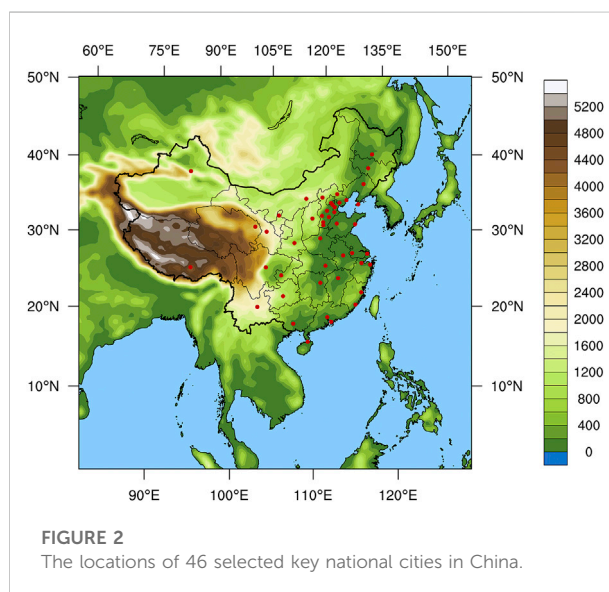 60°E 75°E 90°E 105°E 120°E 135°E 150°E
50°N 50°N
40°N 40°N
30°N 30°N
20°N 20°N
10°N 10°N
90°E 100°E 110°E 120°E
5200
4800
4400
4000
3600
3200
2800
2400
2000
1600
1200
800
400
0
FIGURE 2
The locations of 46 selected key national cities in China.